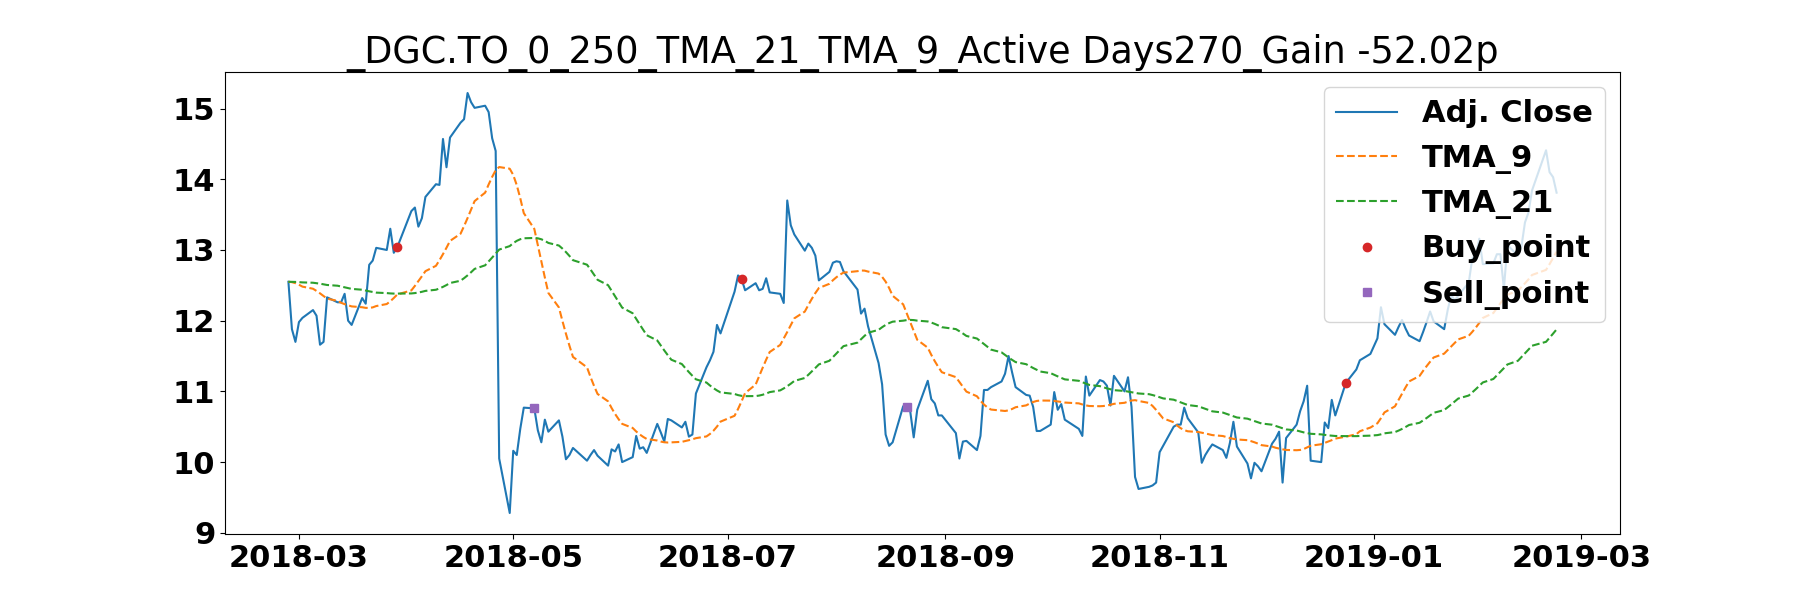 _DGC.TO_0_250_TMA_21_TMA_9_Active Days270_Gain -52.02p
15
14
13
12
11
10
9
Adj. Close
TMA_9
TMA_21
Buy_point
Sell_point
2018-03 2018-05 2018-07 2018-09 2018-11 2019-01 2019-03